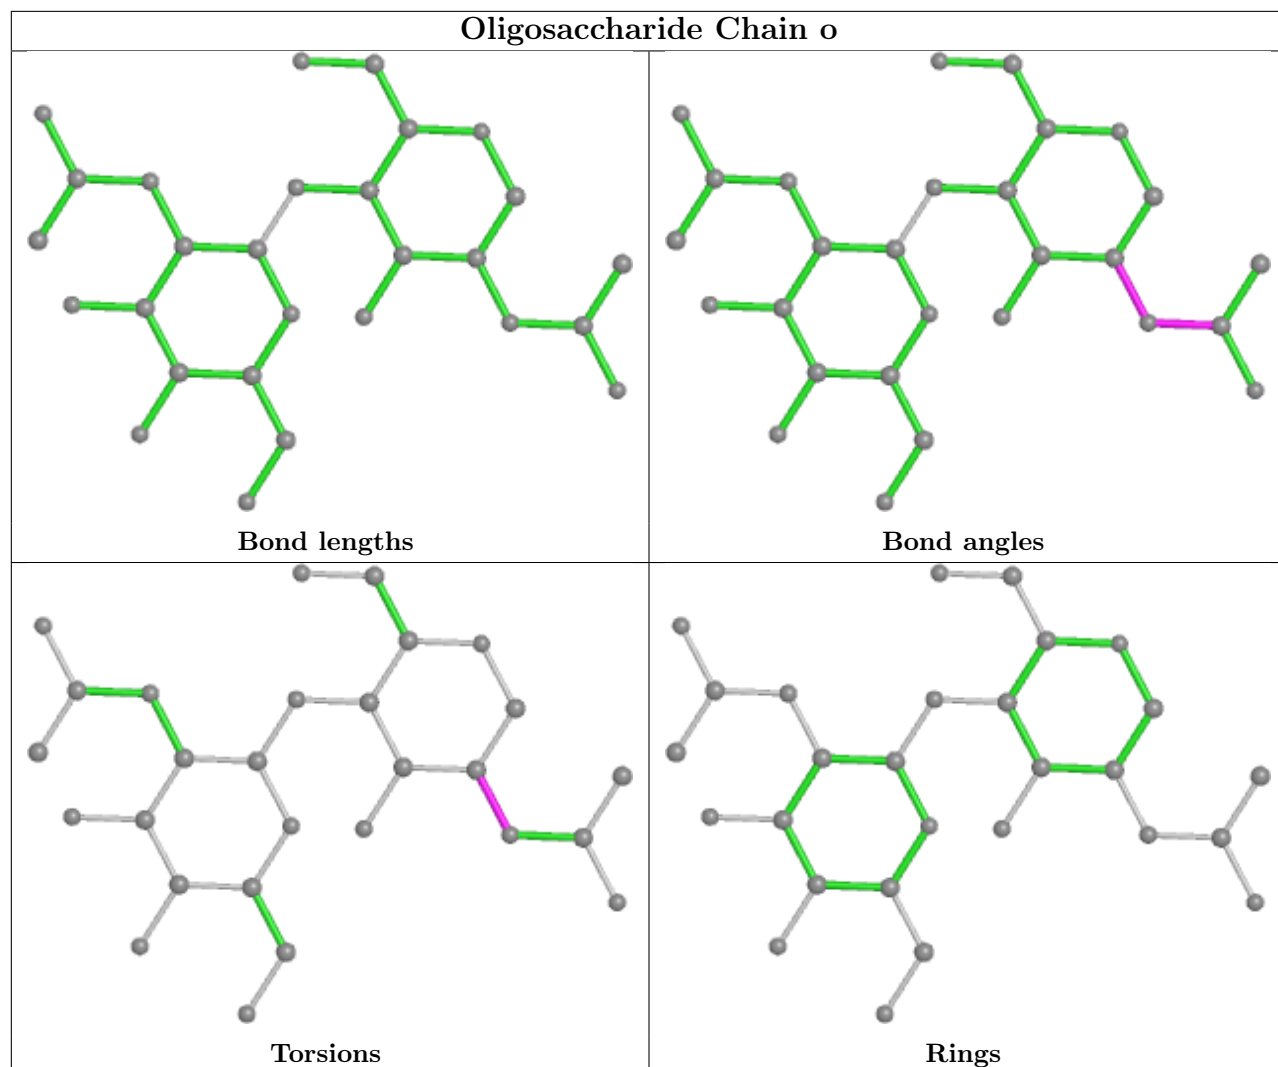 Oligosaccharide Chain o
Bond lengths
Bond angles
Torsions
Rings